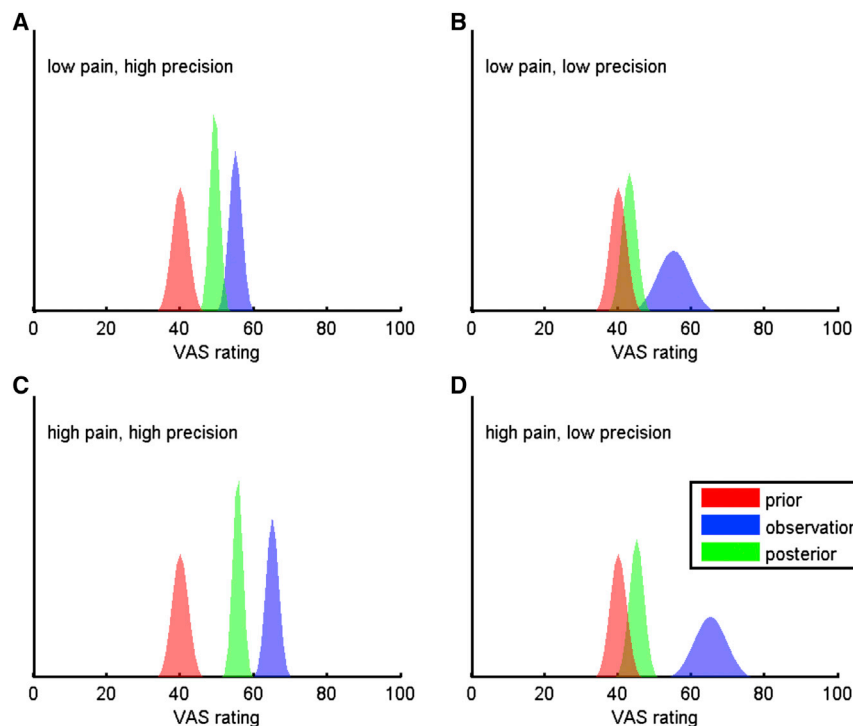 A
low pain, high precision
0 20 40 60 80 100
VAS rating
B
low pain, low precision
0 20 40 60 80 100
VAS rating
C
high pain, high precision
0 20 40 60 80 100
VAS rating
D
high pain, low precision
prior
observation
posterior
0 20 40 60 80 100
VAS rating